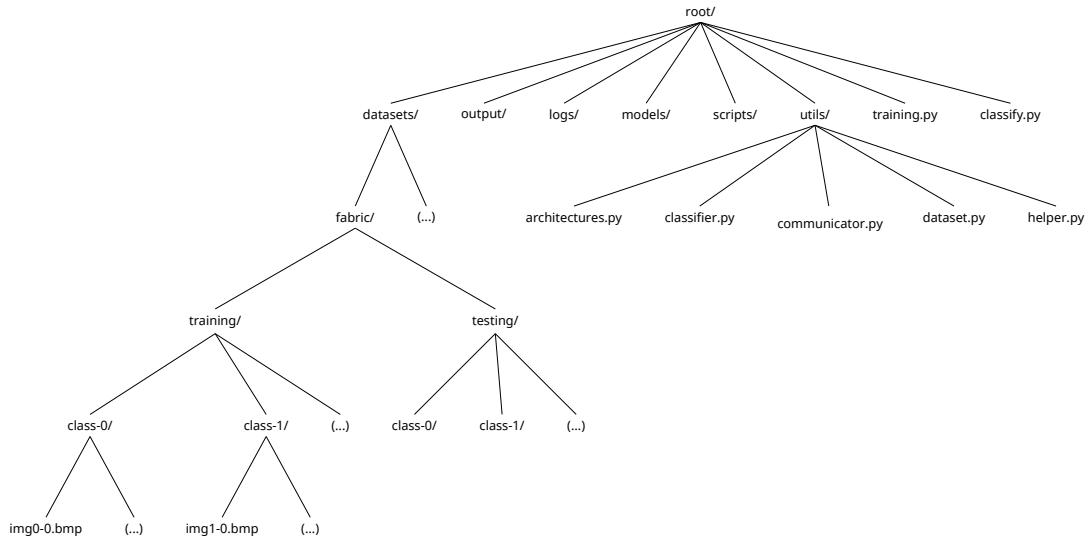 root/
datasets/ output/ logs/ models/ scripts/ utils/ training.py classify.py
fabric/ (...) architectures.py classifier.py communicator.py dataset.py helper.py
training/ testing/
class-0/ class-1/ (...) class-0/ class-1/ (...)
img0-0.bmp (...) img1-0.bmp (...)